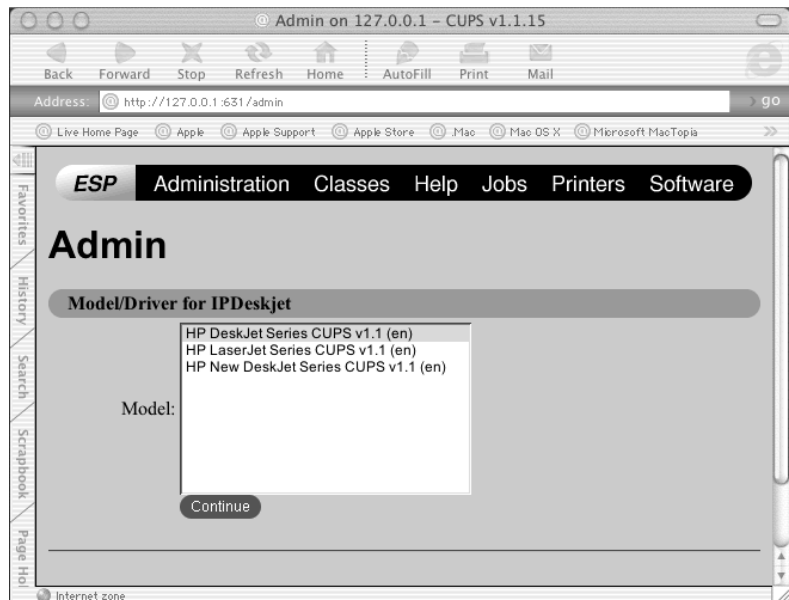 @ Admin on 127.0.0.1 – CUPS v1.1.15
Back Forward Stop Refresh Home AutoFill Print Mail
Address: @ http://127.0.0.1:631/admin go
@ Live Home Page @ Apple @ Apple Support @ Apple Store @ .Mac @ Mac OS X @ Microsoft MacTopia >>
Favorites
History
Search
Scrapbook
Page Hol
ESP Administration Classes Help Jobs Printers Software
Admin
Model/Driver for IPDeskjet
Model:
HP DeskJet Series CUPS v1.1 (en)
HP LaserJet Series CUPS v1.1 (en)
HP New DeskJet Series CUPS v1.1 (en)
Continue
Internet zone